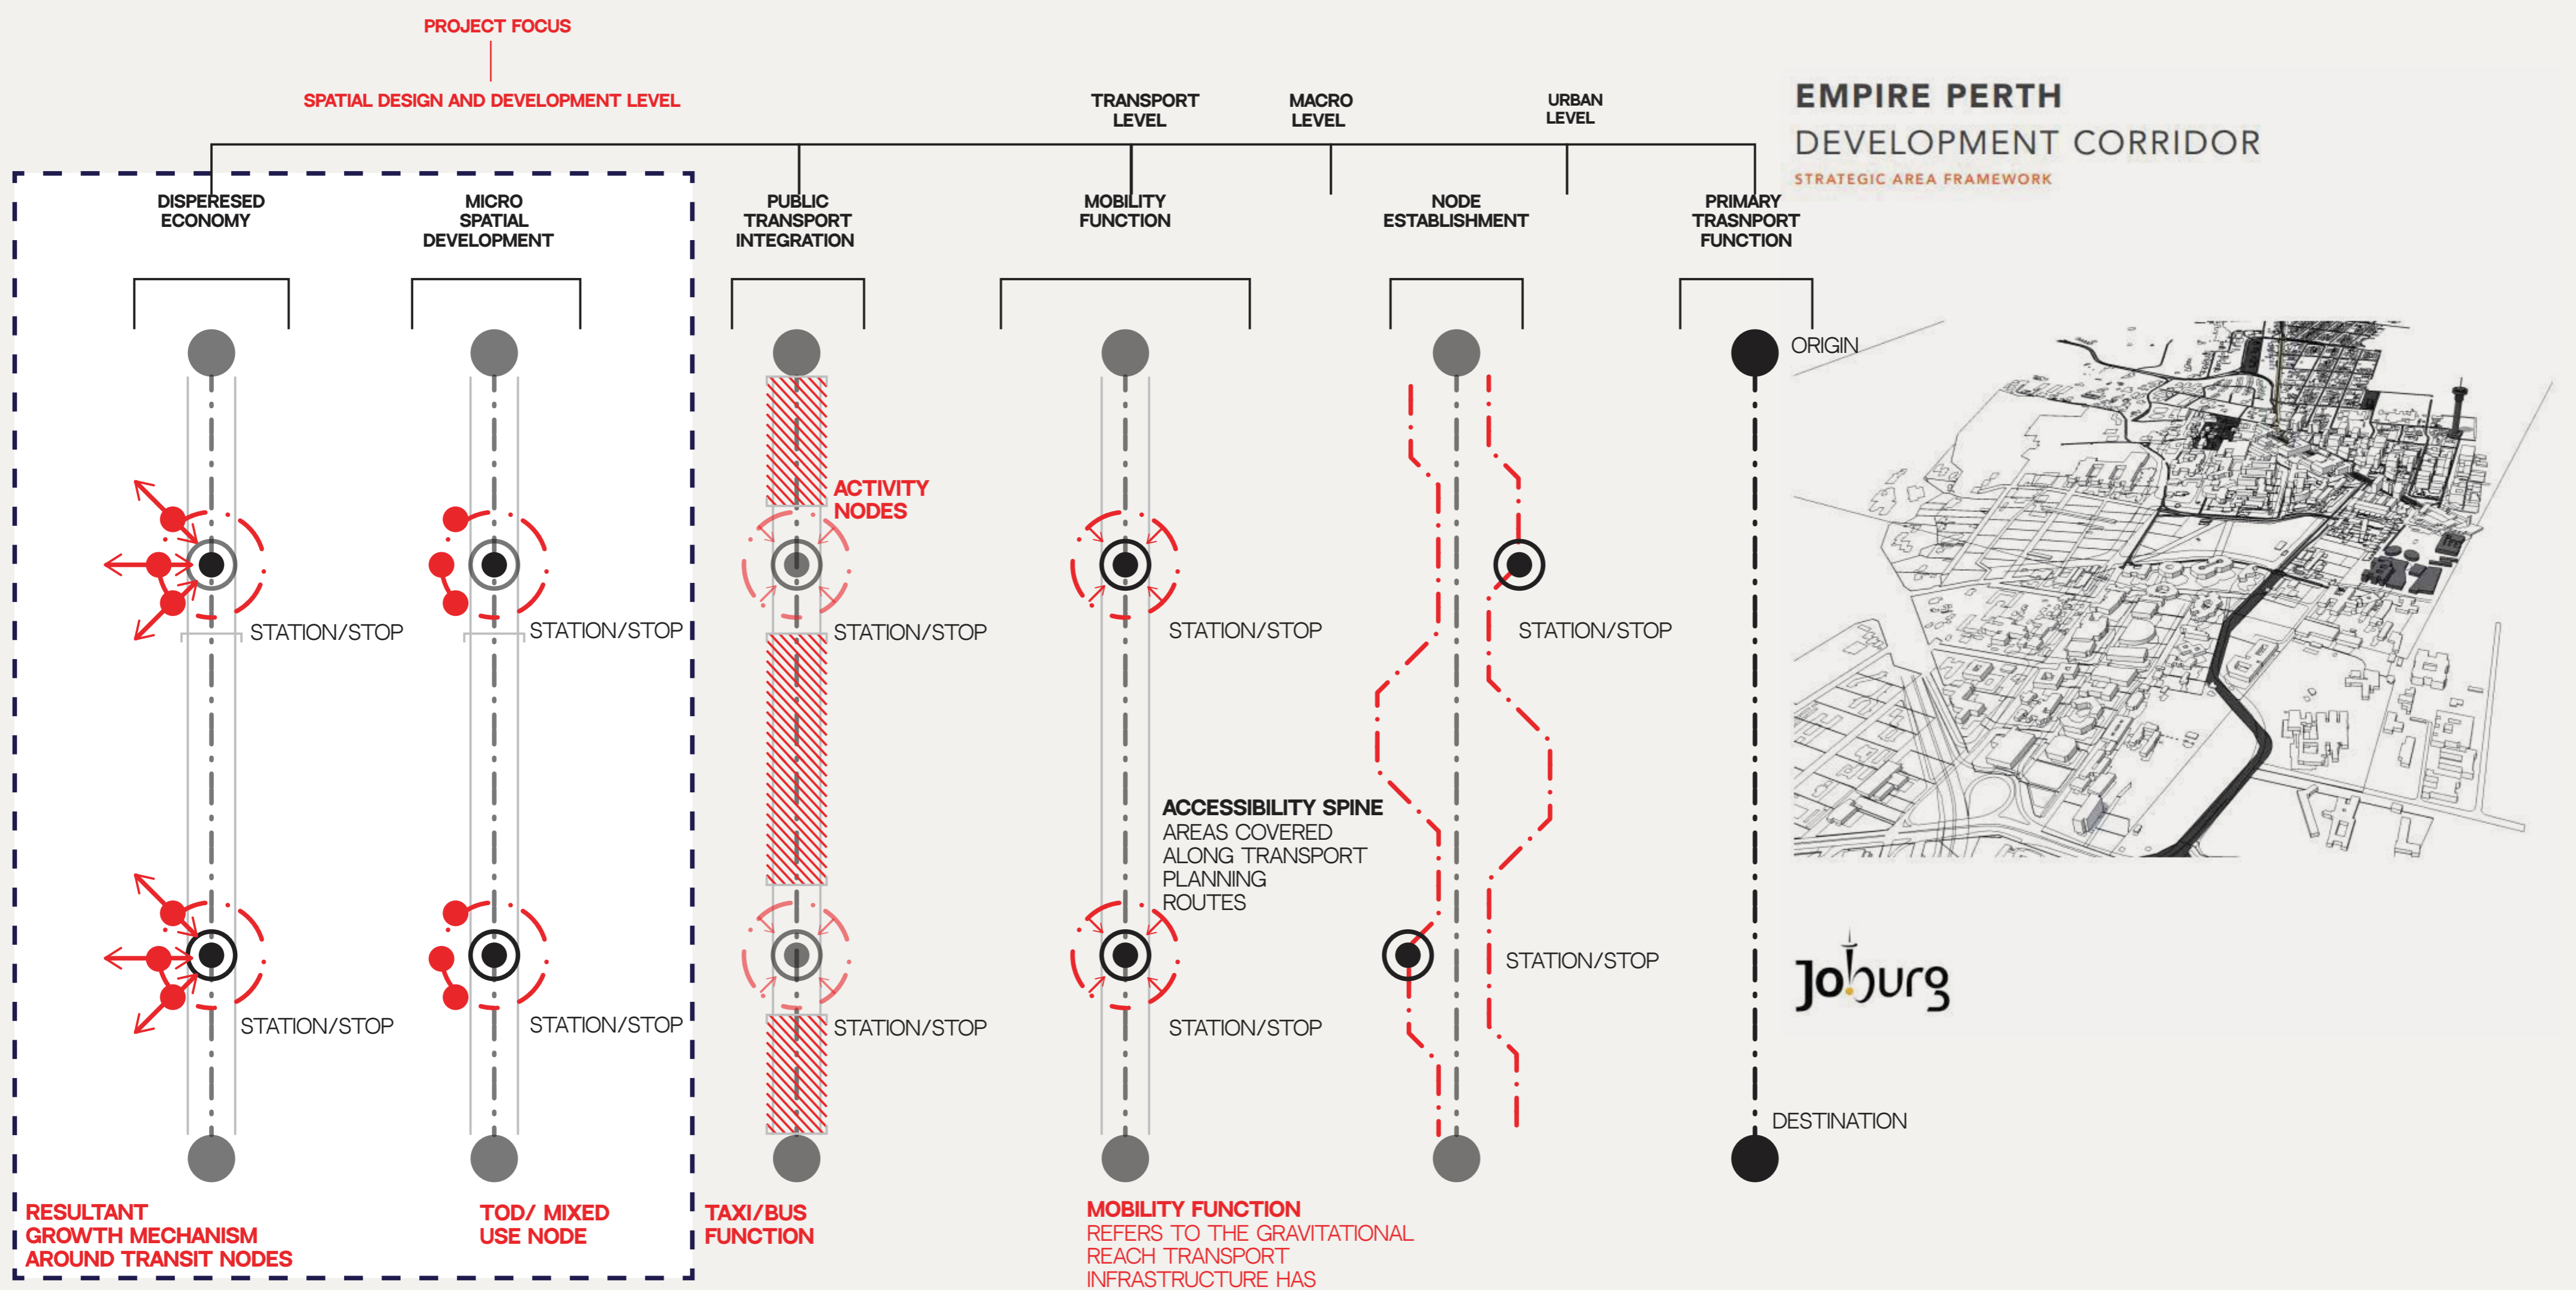 PROJECT FOCUS
SPATIAL DESIGN AND DEVELOPMENT LEVEL
TRANSPORT
LEVEL
MACRO
LEVEL
URBAN
LEVEL
EMPIRE PERTH
DEVELOPMENT CORRIDOR
STRATEGIC AREA FRAMEWORK
DISPERESED
ECONOMY
MICRO
SPATIAL
DEVELOPMENT
PUBLIC
TRANSPORT
INTEGRATION
MOBILITY
FUNCTION
NODE
ESTABLISHMENT
PRIMARY
TRASNPORT
FUNCTION
ORIGIN
ACTIVITY
NODES
STATION/STOP
STATION/STOP
STATION/STOP
STATION/STOP
STATION/STOP
ACCESSIBILITY SPINE
AREAS COVERED
ALONG TRANSPORT
PLANNING
ROUTES
STATION/STOP
STATION/STOP
STATION/STOP
STATION/STOP
STATION/STOP
Joburg
DESTINATION
RESULTANT
GROWTH MECHANISM
AROUND TRANSIT NODES
TOD/ MIXED
USE NODE
TAXI/BUS
FUNCTION
MOBILITY FUNCTION
REFERS TO THE GRAVITATIONAL
REACH TRANSPORT
INFRASTRUCTURE HAS